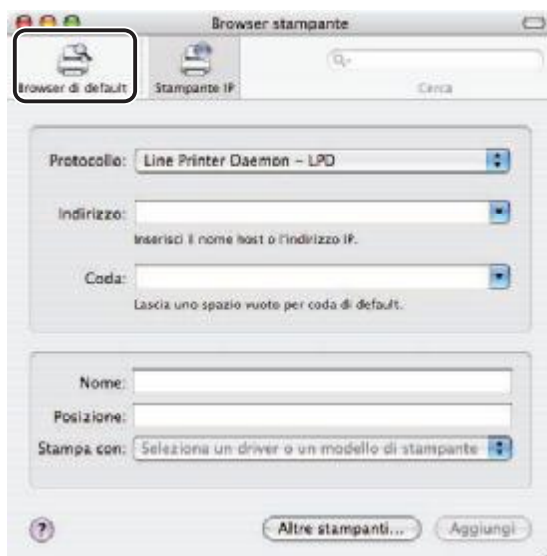 Browser stampante
Browser di default
Stampante IP
Cerca
Protocollo: Line Printer Daemon – LPD
Indirizzo:
Inserisci il nome host o l'indirizzo IP.
Coda:
Lascia uno spazio vuoto per coda di default.
Nome:
Posizione:
Stampa con: Seleziona un driver o un modello di stampante
?
Altre stampanti... Aggiungi